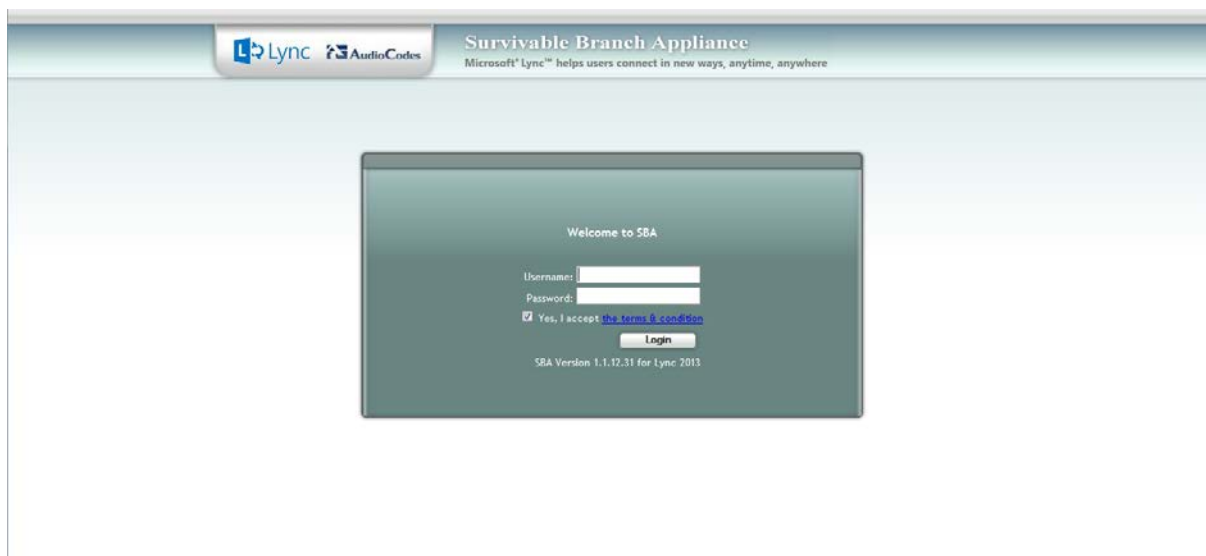 Lync AudioCodes
Survivable Branch Appliance
Microsoft® Lync™ helps users connect in new ways, anytime, anywhere
Welcome to SBA
Username:
Password:
Yes, I accept the terms & condition
Login
SBA Version 1.1.12.31 for Lync 2013